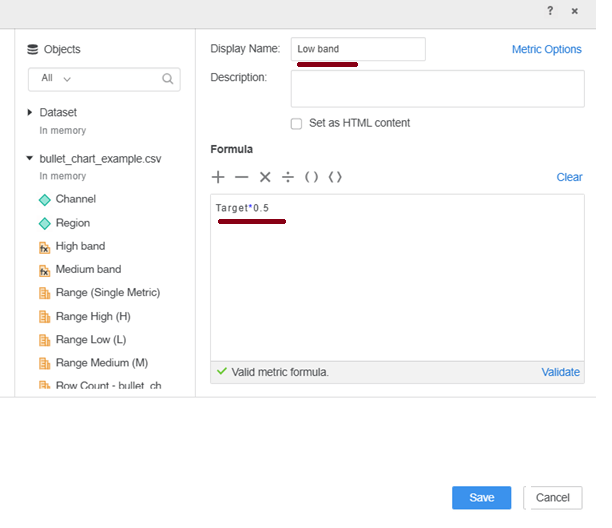 ? ×
Objects
All
Dataset
In memory
bullet_chart_example.csv
In memory
Channel
Region
fx High band
fx Medium band
Range (Single Metric)
Range High (H)
Range Low (L)
Range Medium (M)
Row Count - bullet_ch
Display Name: Low band Metric Options
Description:
Set as HTML content
Formula
+ − × ÷ ( ) < > Clear
Target*0.5
Valid metric formula. Validate
Save Cancel